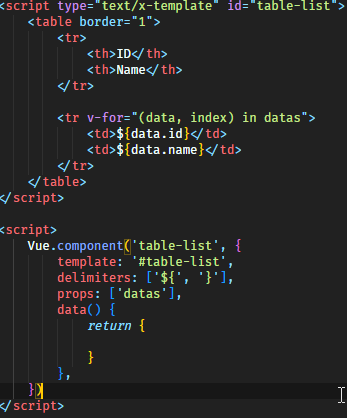 <script type="text/x-template" id="table-list">
    <table border="1">
        <tr>
            <th>ID</th>
            <th>Name</th>
        </tr>

        <tr v-for="(data, index) in datas">
            <td>${data.id}</td>
            <td>${data.name}</td>
        </tr>
    </table>
</script>

<script>
    Vue.component('table-list', {
        template: '#table-list',
        delimiters: ['${', '}'],
        props: ['datas'],
        data() {
            return {

            }
        },
    })
</script>